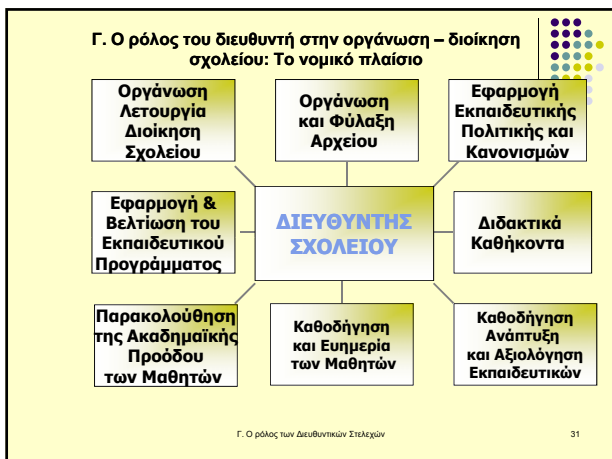 Γ. Ο ρόλος του διευθυντή στην οργάνωση – διοίκηση
σχολείου: Το νομικό πλαίσιο
Οργάνωση
Λετουργία
Διοίκηση
Σχολείου
Οργάνωση
και Φύλαξη
Αρχείου
Εφαρμογή
Εκπαιδευτικής
Πολιτικής και
Κανονισμών
Εφαρμογή &
Βελτίωση του
Εκπαιδευτικού
Προγράμματος
ΔΙΕΥΘΥΝΤΗΣ
ΣΧΟΛΕΙΟΥ
Διδακτικά
Καθήκοντα
Παρακολούθηση
της Ακαδημαϊκής
Προόδου
των Μαθητών
Καθοδήγηση
και Ευημερία
των Μαθητών
Καθοδήγηση
Ανάπτυξη
και Αξιολόγηση
Εκπαιδευτικών
Γ. Ο ρόλος των Διευθυντικών Στελεχών
31